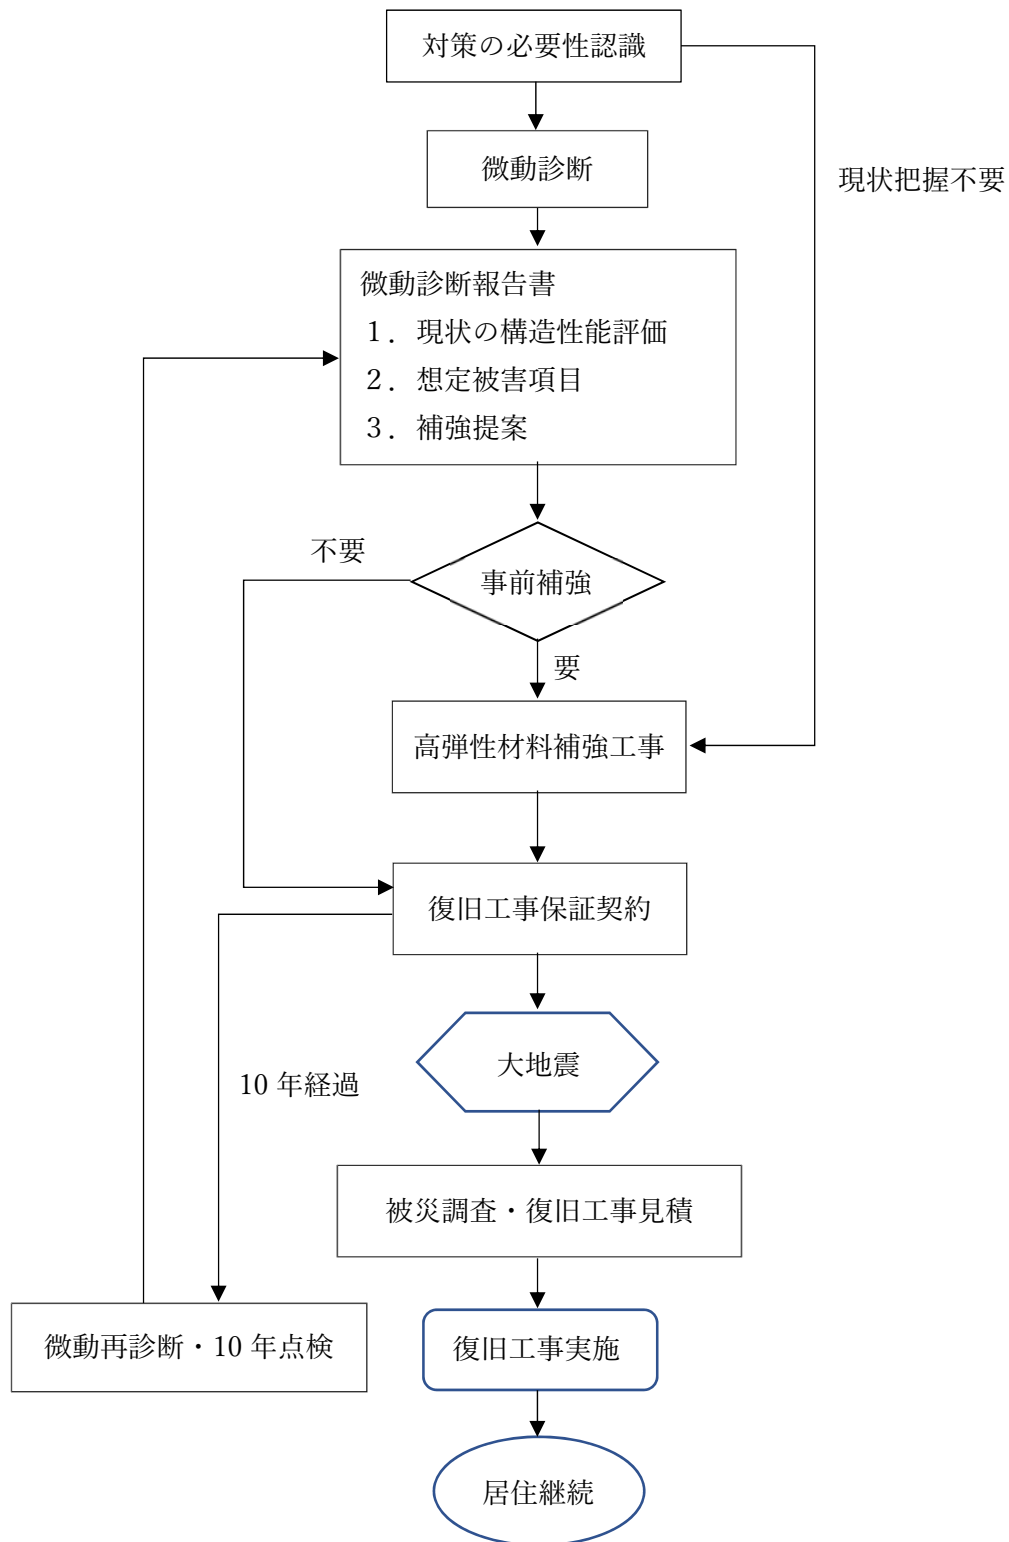 対策の必要性認識
微動診断
現状把握不要
微動診断報告書
１．現状の構造性能評価
２．想定被害項目
３．補強提案
不要
事前補強
要
高弾性材料補強工事
復旧工事保証契約
大地震
10 年経過
被災調査・復旧工事見積
微動再診断・10 年点検
復旧工事実施
居住継続